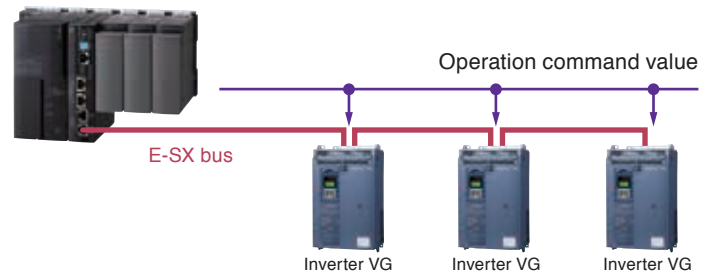 Operation command value
E-SX bus
Inverter VG
Inverter VG
Inverter VG